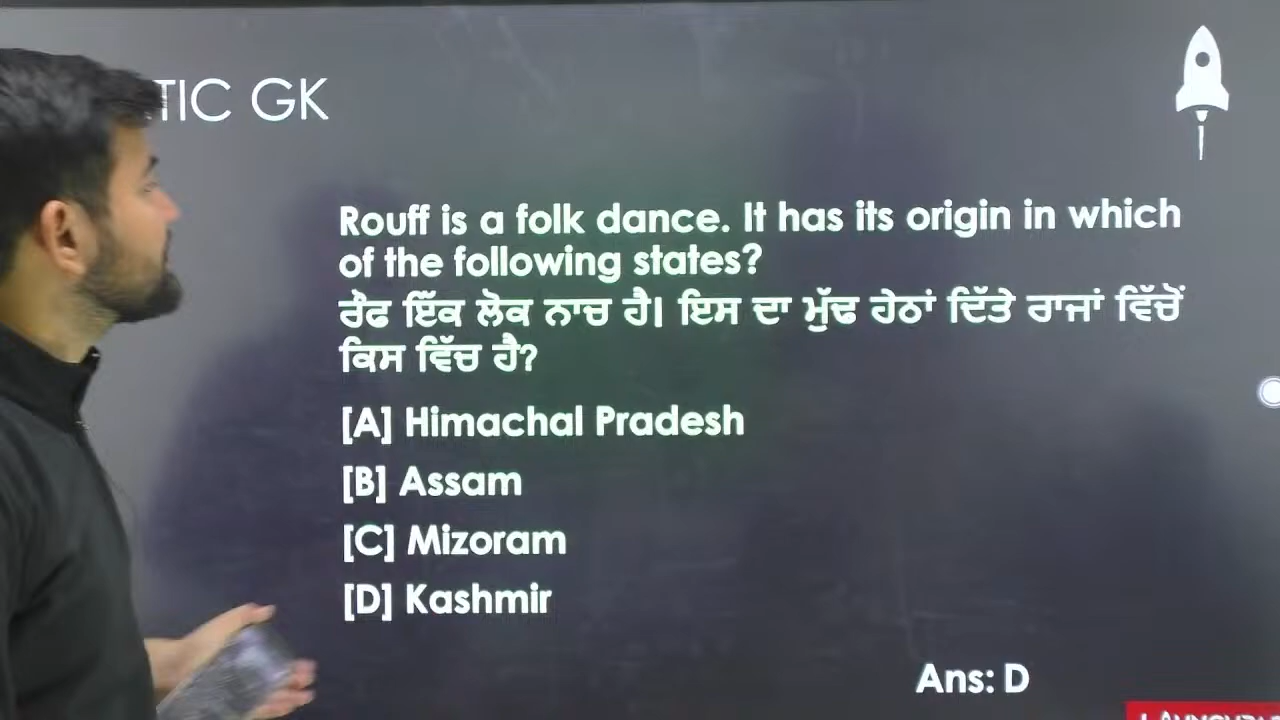 TIC GK
Rouff is a folk dance. It has its origin in which
of the following states?
ਰੌਫ ਇੱਕ ਲੋਕ ਨਾਚ ਹੈ। ਇਸ ਦਾ ਮੁੱਢ ਹੇਠਾਂ ਦਿੱਤੇ ਰਾਜਾਂ ਵਿੱਚੋਂ
ਕਿਸ ਵਿੱਚ ਹੈ?
[A] Himachal Pradesh
[B] Assam
[C] Mizoram
[D] Kashmir
Ans: D